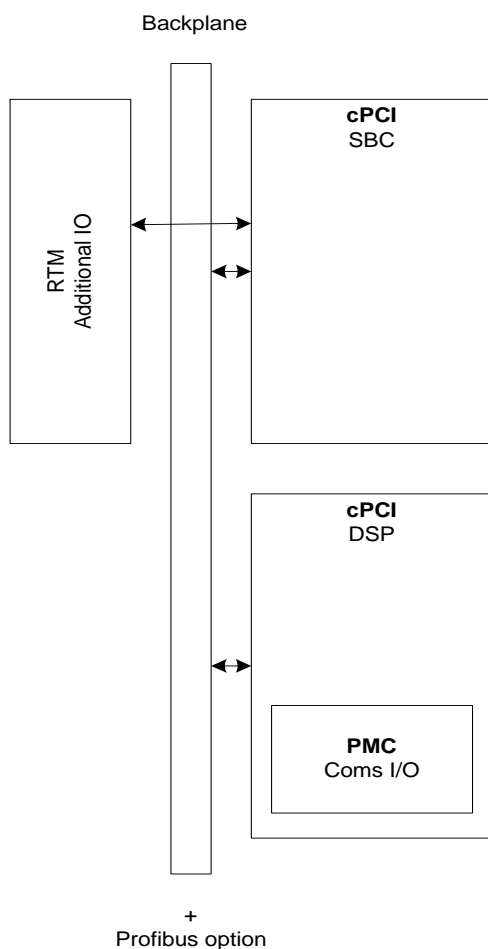 Backplane
cPCI
SBC
RTM
Additional IO
cPCI
DSP
PMC
Coms I/O
+
Profibus option